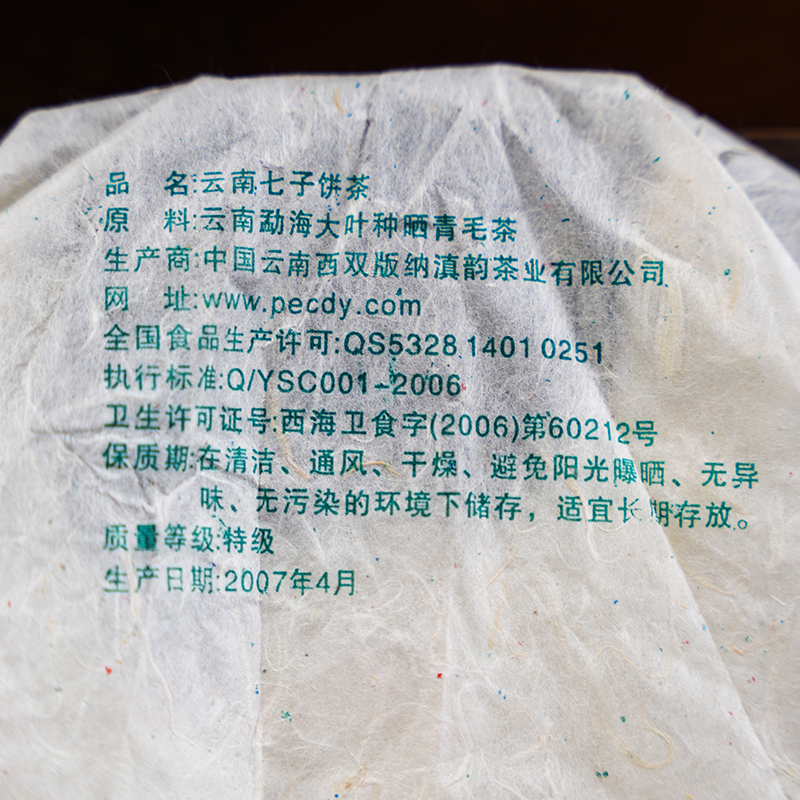 品 名:云南七子饼茶
原 料:云南勐海大叶种晒青毛茶
生产商:中国云南西双版纳滇韵茶业有限公司
网 址:www.pecdy.com
全国食品生产许可:QS5328 1401 0251
执行标准:Q/YSC001-2006
卫生许可证号:西海卫食字(2006)第60212号
保质期:在清洁、通风、干燥、避免阳光曝晒、无异
味、无污染的环境下储存，适宜长期存放。
质量等级:特级
生产日期:2007年4月